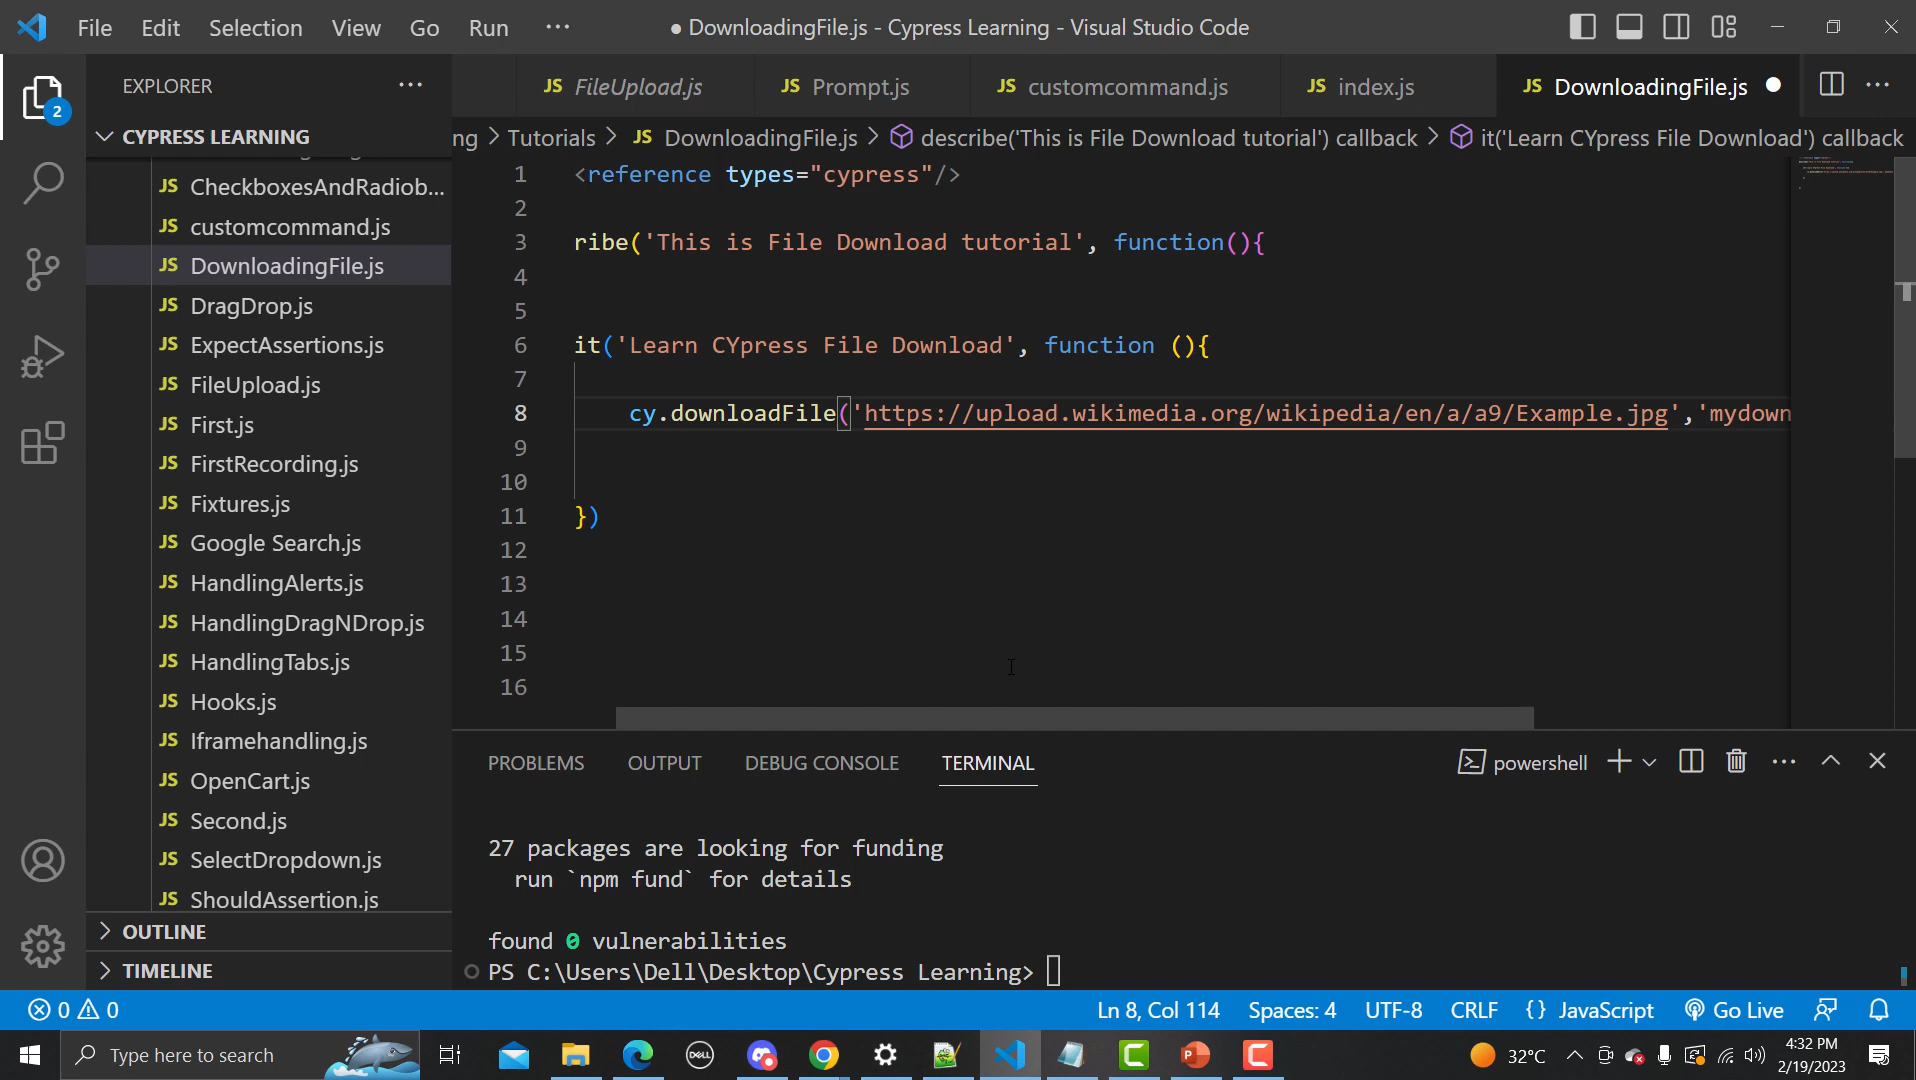 File Edit Selection View Go Run ···
● DownloadingFile.js - Cypress Learning - Visual Studio Code
EXPLORER ···
JS FileUpload.js
JS Prompt.js
JS customcommand.js
JS index.js
JS DownloadingFile.js ●
CYPRESS LEARNING
ng > Tutorials > JS DownloadingFile.js > describe('This is File Download tutorial') callback > it('Learn CYpress File Download') callback
2
JS CheckboxesAndRadiob...
JS customcommand.js
JS DownloadingFile.js
JS DragDrop.js
JS ExpectAssertions.js
JS FileUpload.js
JS First.js
JS FirstRecording.js
JS Fixtures.js
JS Google Search.js
JS HandlingAlerts.js
JS HandlingDragNDrop.js
JS HandlingTabs.js
JS Hooks.js
JS Iframehandling.js
JS OpenCart.js
JS Second.js
JS SelectDropdown.js
JS ShouldAssertion.js
OUTLINE
TIMELINE
1 <reference types="cypress"/>
2
3 ribe('This is File Download tutorial', function(){
4
5
6 it('Learn CYpress File Download', function (){
7
8 cy.downloadFile('https://upload.wikimedia.org/wikipedia/en/a/a9/Example.jpg','mydown
9
10
11 })
12
13
14
15
16
PROBLEMS OUTPUT DEBUG CONSOLE TERMINAL
powershell
27 packages are looking for funding
run `npm fund` for details
found 0 vulnerabilities
PS C:\Users\Dell\Desktop\Cypress Learning>
0 0
Ln 8, Col 114 Spaces: 4 UTF-8 CRLF {} JavaScript Go Live
Type here to search
DELL
32°C
4:32 PM
2/19/2023